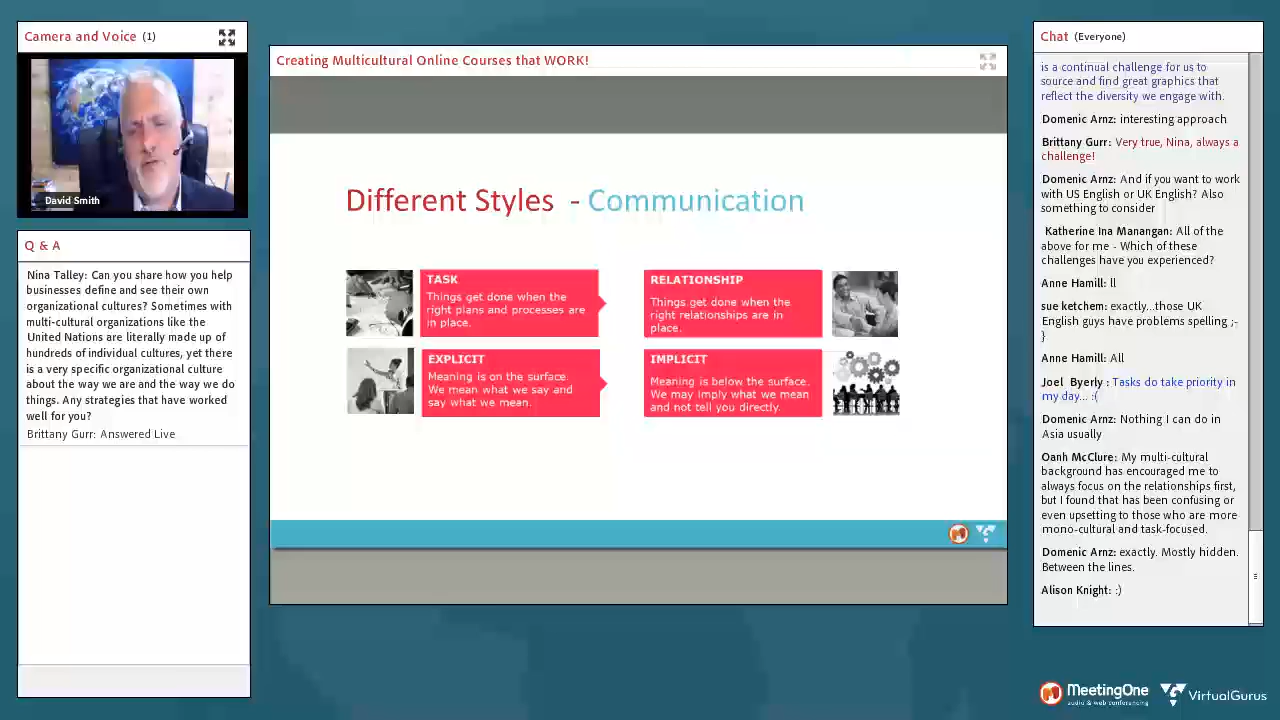 Camera and Voice (1)
David Smith
Q & A
Nina Talley: Can you share how you help
businesses define and see their own
organizational cultures? Sometimes with
multi-cultural organizations like the
United Nations are literally made up of
hundreds of individual cultures, yet there
is a very specific organizational culture
about the way we are and the way we do
things. Any strategies that have worked
well for you?
Brittany Gurr: Answered Live
Creating Multicultural Online Courses that WORK!
Different Styles - Communication
TASK
Things get done when the
right plans and processes are
in place.
RELATIONSHIP
Things get done when the
right relationships are in
place.
EXPLICIT
Meaning is on the surface.
We mean what we say and
say what we mean.
IMPLICIT
Meaning is below the surface.
We may imply what we mean
and not tell you directly.
Chat (Everyone)
is a continual challenge for us to
source and find great graphics that
reflect the diversity we engage with.
Domenic Arnz: interesting approach
Brittany Gurr: Very true, Nina, always a
challenge!
Domenic Arnz: And if you want to work
with US English or UK English? Also
something to consider
Katherine Ina Manangan: All of the
above for me - Which of these
challenges have you experienced?
Anne Hamill: ll
sue ketchem: exactly...those UK
English guys have problems spelling ;-
}
Anne Hamill: All
Joel Byerly : Tasks do take priority in
my day... :(
Domenic Arnz: Nothing I can do in
Asia usually
Oanh McClure: My multi-cultural
background has encouraged me to
always focus on the relationships first,
but I found that has been confusing or
even upsetting to those who are more
mono-cultural and task-focused.
Domenic Arnz: exactly. Mostly hidden.
Between the lines.
Alison Knight: :)
MeetingOne
audio & web conferencing
VirtualGurus